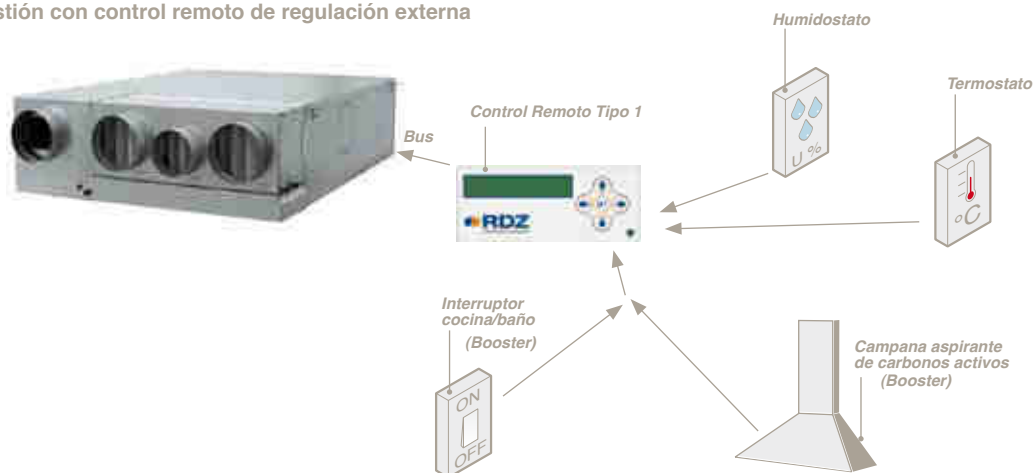 stión con control remoto de regulación externa
Humidostato
Termostato
Control Remoto Tipo 1
Bus
U %
°C
RDZ
Interruptor
cocina/baño
(Booster)
ON
OFF
Campana aspirante
de carbonos activos
(Booster)